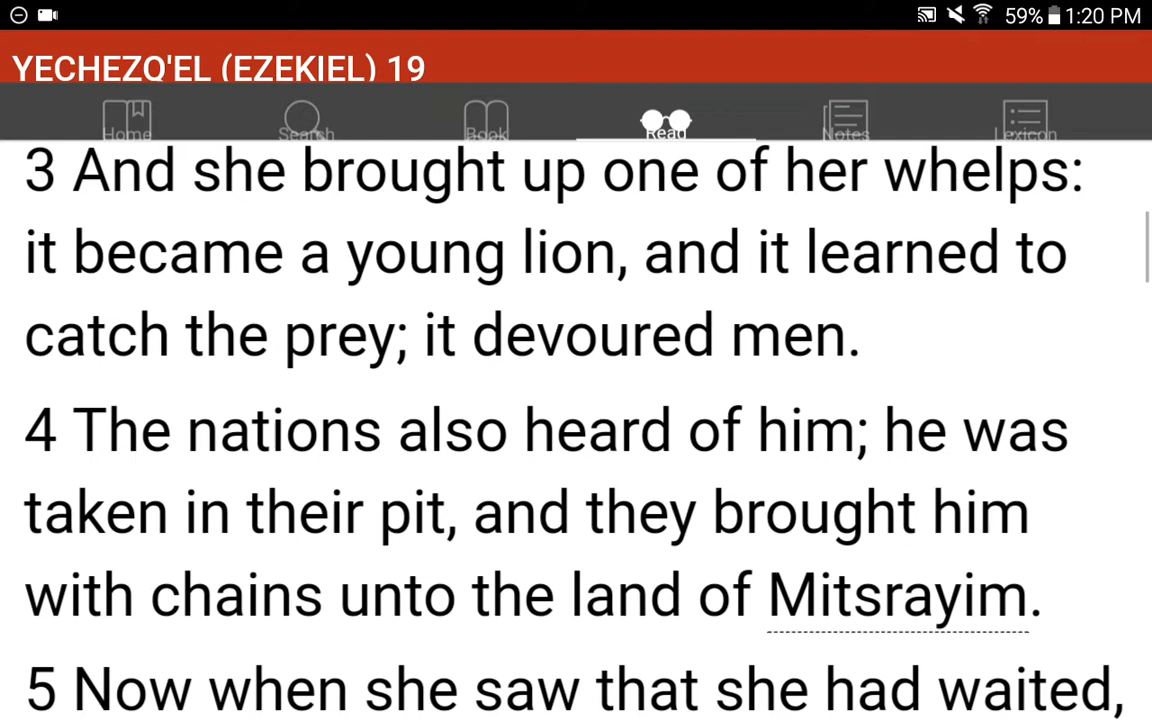 59% 1:20 PM
YECHEZQ'EL (EZEKIEL) 19
Home Search Book Read Notes Lexicon
3 And she brought up one of her whelps:
it became a young lion, and it learned to
catch the prey; it devoured men.
4 The nations also heard of him; he was
taken in their pit, and they brought him
with chains unto the land of Mitsrayim.
5 Now when she saw that she had waited,